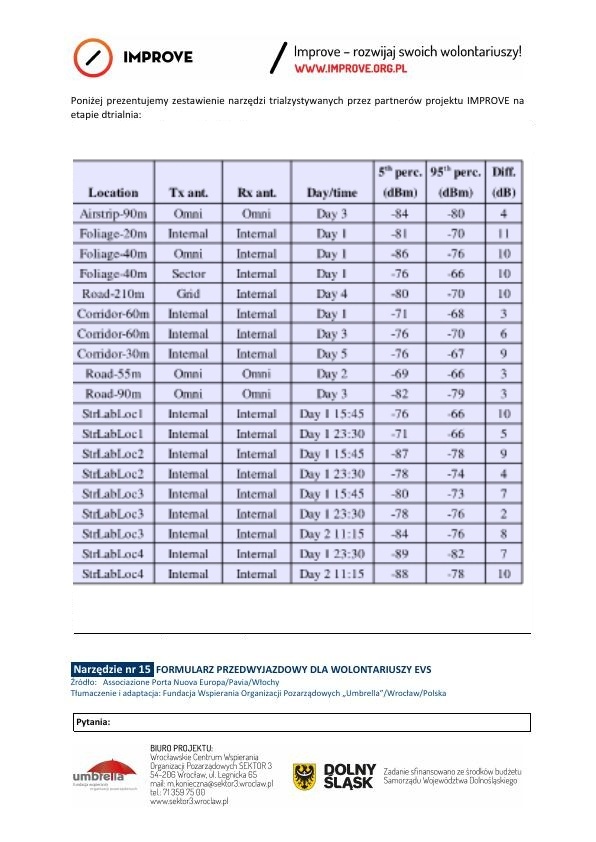 IMPROVE
Improve – rozwijaj swoich wolontariuszy!
WWW.IMPROVE.ORG.PL
Poniżej prezentujemy zestawienie narzędzi trialzystywanych przez partnerów projektu IMPROVE na
etapie dtrialnia:
Location Tx ant. Rx ant. Day/time 5th perc. (dBm) 95th perc. (dBm) Diff. (dB)
Airstrip-90m Omni Omni Day 3 -84 -80 4
Foliage-20m Internal Internal Day 1 -81 -70 11
Foliage-40m Omni Internal Day 1 -86 -76 10
Foliage-40m Sector Internal Day 1 -76 -66 10
Road-210m Grid Internal Day 4 -80 -70 10
Corridor-60m Internal Internal Day 1 -71 -68 3
Corridor-60m Internal Internal Day 3 -76 -70 6
Corridor-30m Internal Internal Day 5 -76 -67 9
Road-55m Omni Omni Day 2 -69 -66 3
Road-90m Omni Omni Day 3 -82 -79 3
StrLabLoc1 Internal Internal Day 1 15:45 -76 -66 10
StrLabLoc1 Internal Internal Day 1 23:30 -71 -66 5
StrLabLoc2 Internal Internal Day 1 15:45 -87 -78 9
StrLabLoc2 Internal Internal Day 1 23:30 -78 -74 4
StrLabLoc3 Internal Internal Day 1 15:45 -80 -73 7
StrLabLoc3 Internal Internal Day 1 23:30 -78 -76 2
StrLabLoc3 Internal Internal Day 2 11:15 -84 -76 8
StrLabLoc4 Internal Internal Day 1 23:30 -89 -82 7
StrLabLoc4 Internal Internal Day 2 11:15 -88 -78 10
Narzędzie nr 15 FORMULARZ PRZEDWYJAZDOWY DLA WOLONTARIUSZY EVS
Źródło: Associazione Porta Nuova Europa/Pavia/Włochy
Tłumaczenie i adaptacja: Fundacja Wspierania Organizacji Pozarządowych „Umbrella”/Wrocław/Polska
Pytania:
umbrella
fundacja wspierania
organizacji pozarządowych
BIURO PROJEKTU:
Wrocławskie Centrum Wspierania
Organizacji Pozarządowych SEKTOR 3
54-206 Wrocław, ul. Legnicka 65
mail: m.konieczna@sektor3.wroclaw.pl
tel.: 71 359 75 00
www.sektor3.wroclaw.pl
DOLNY
ŚLĄSK
Zadanie sfinansowano ze środków budżetu
Samorządu Województwa Dolnośląskiego